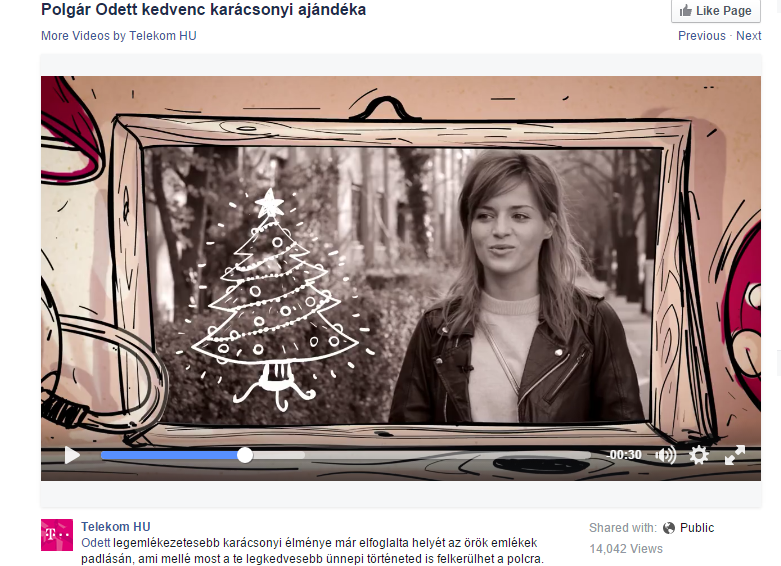 Polgár Odett kedvenc karácsonyi ajándéka
Like Page
More Videos by Telekom HU
Previous · Next
-00:30
T
Telekom HU
Odett legemlékezetesebb karácsonyi élménye már elfoglalta helyét az örök emlékek
padlásán, ami mellé most a te legkedvesebb ünnepi történeted is felkerülhet a polcra.
Shared with: Public
14,042 Views